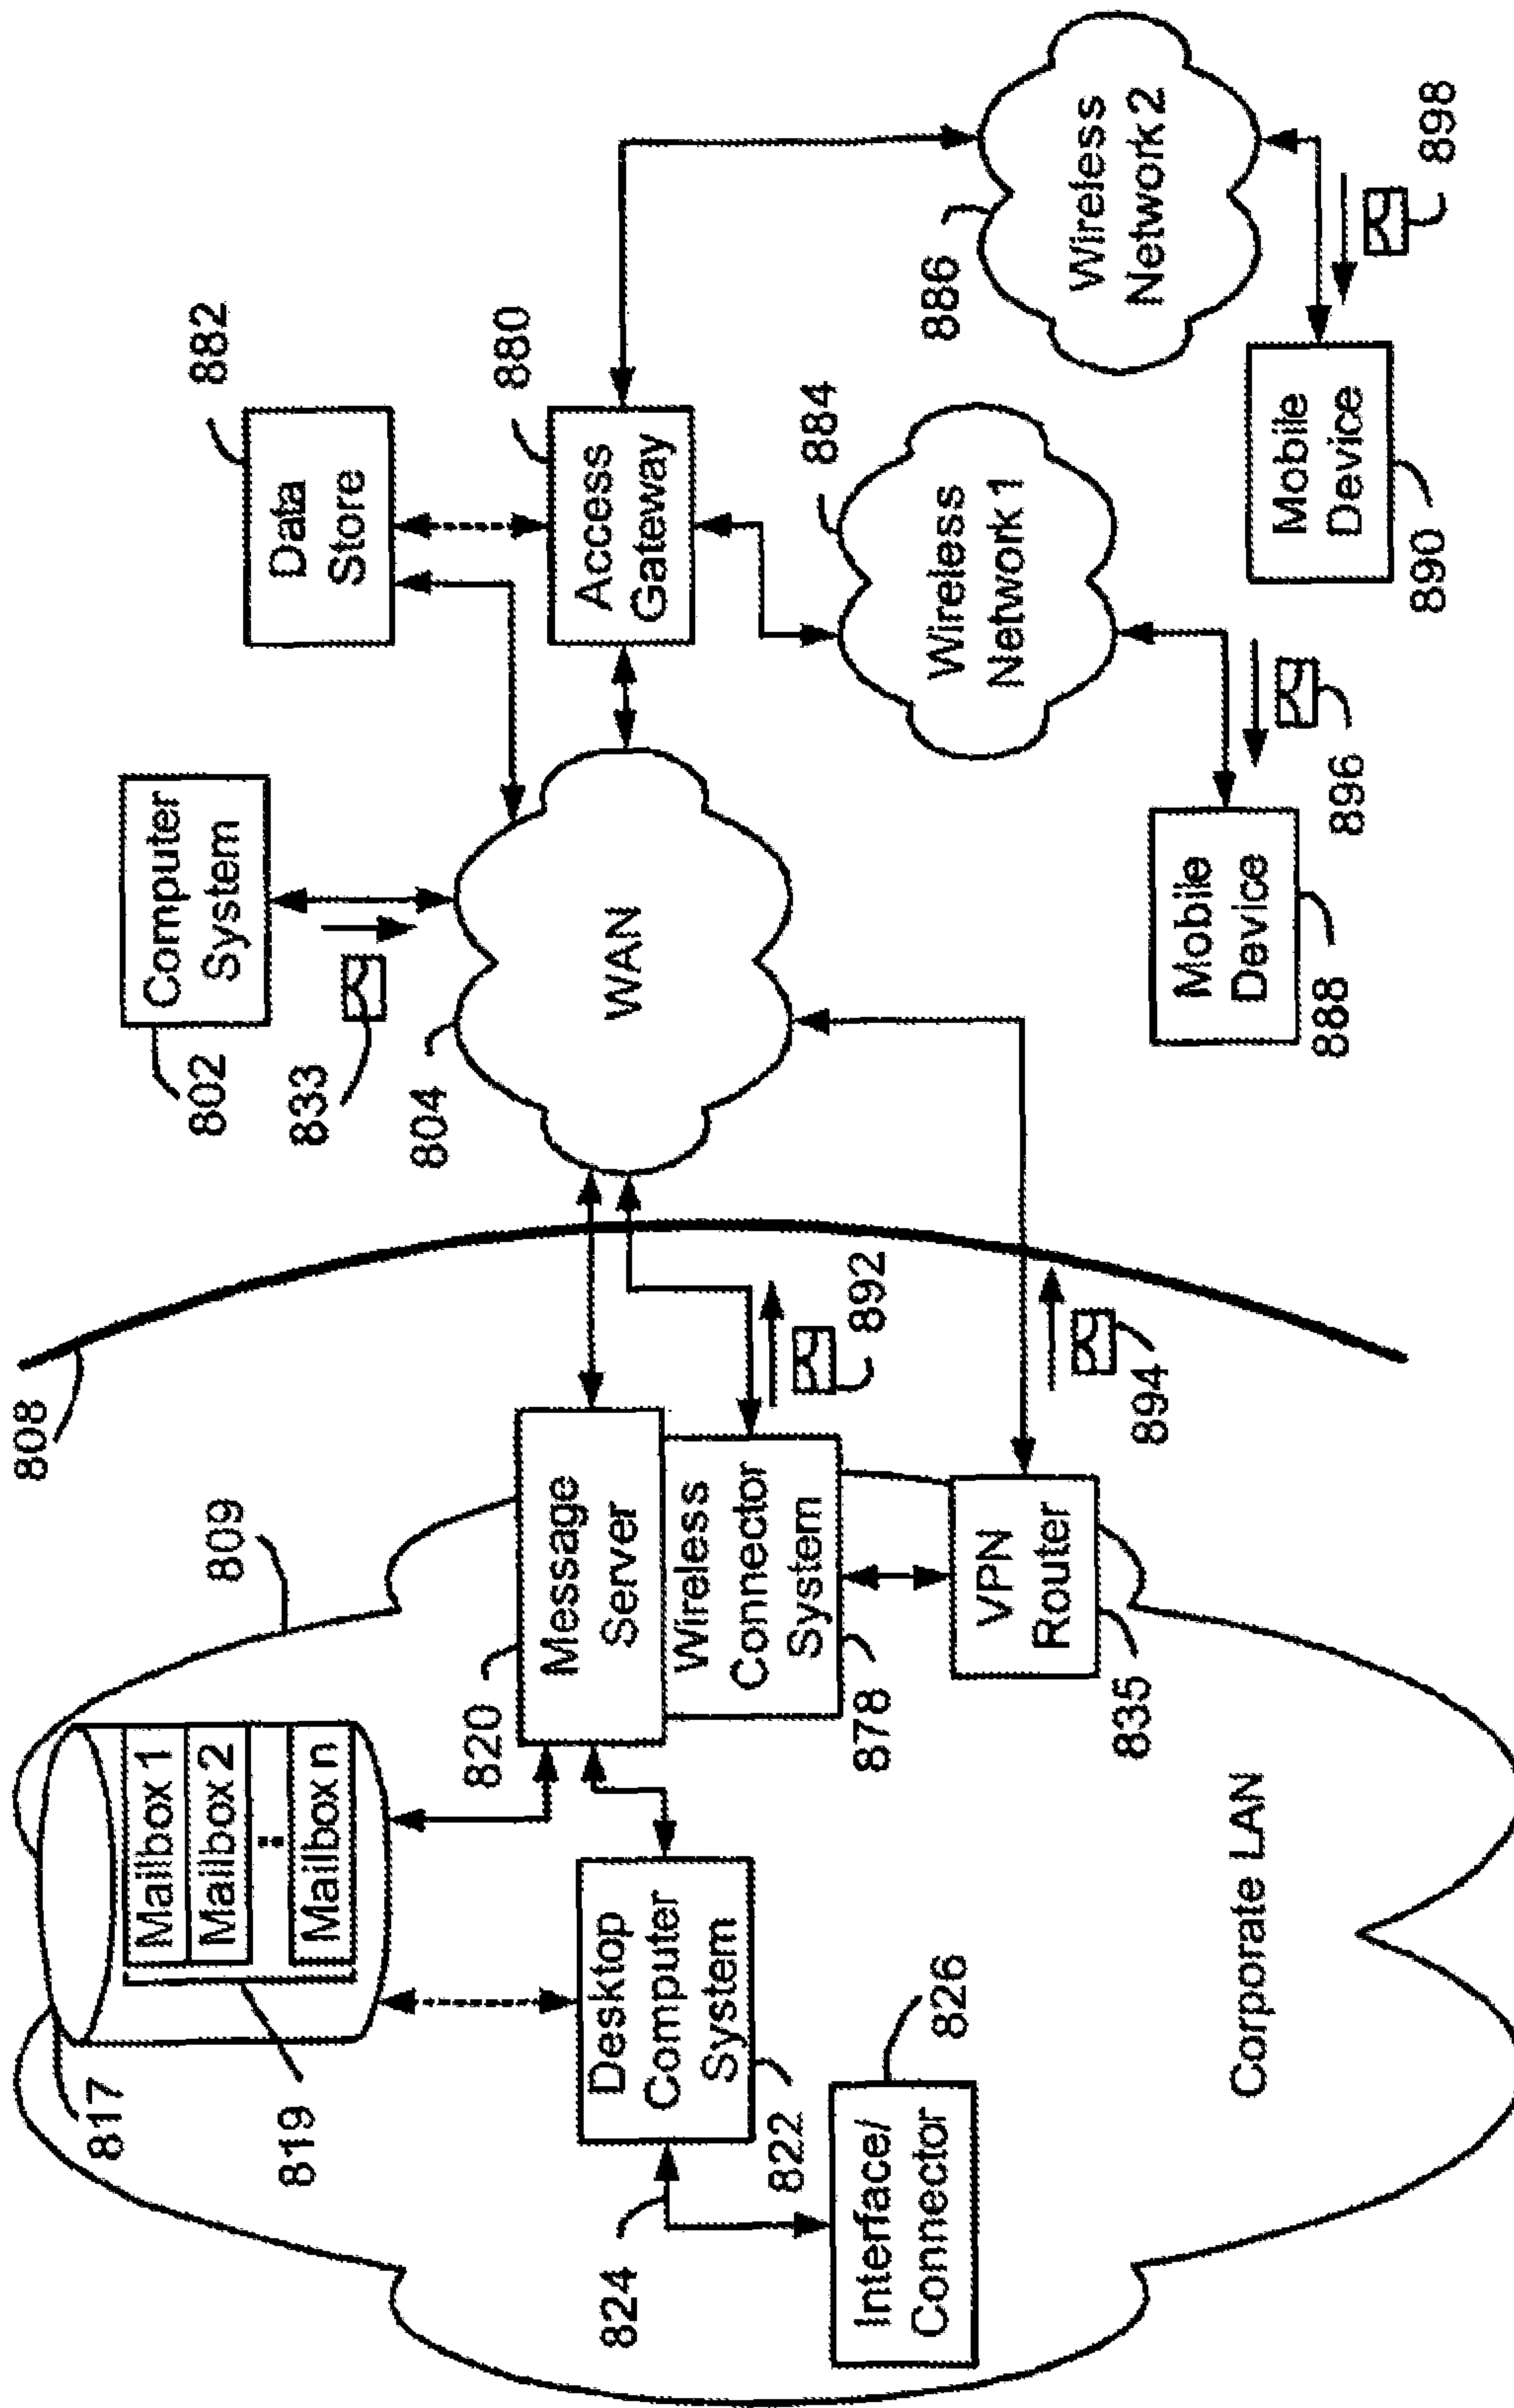 808
809
817
Mailbox 1
Mailbox 2
Mailbox n
819
820
Message
Server
Wireless
Connector
System
878
VPN
Router
835
892
894
Desktop
Computer
System
822
824
Interface/
Connector
826
Corporate LAN
Computer
System
802
833
804
WAN
Data
Store
882
Access
Gateway
880
Wireless
Network 1
884
Wireless
Network 2
886
Mobile
Device
888
896
Mobile
Device
890
898